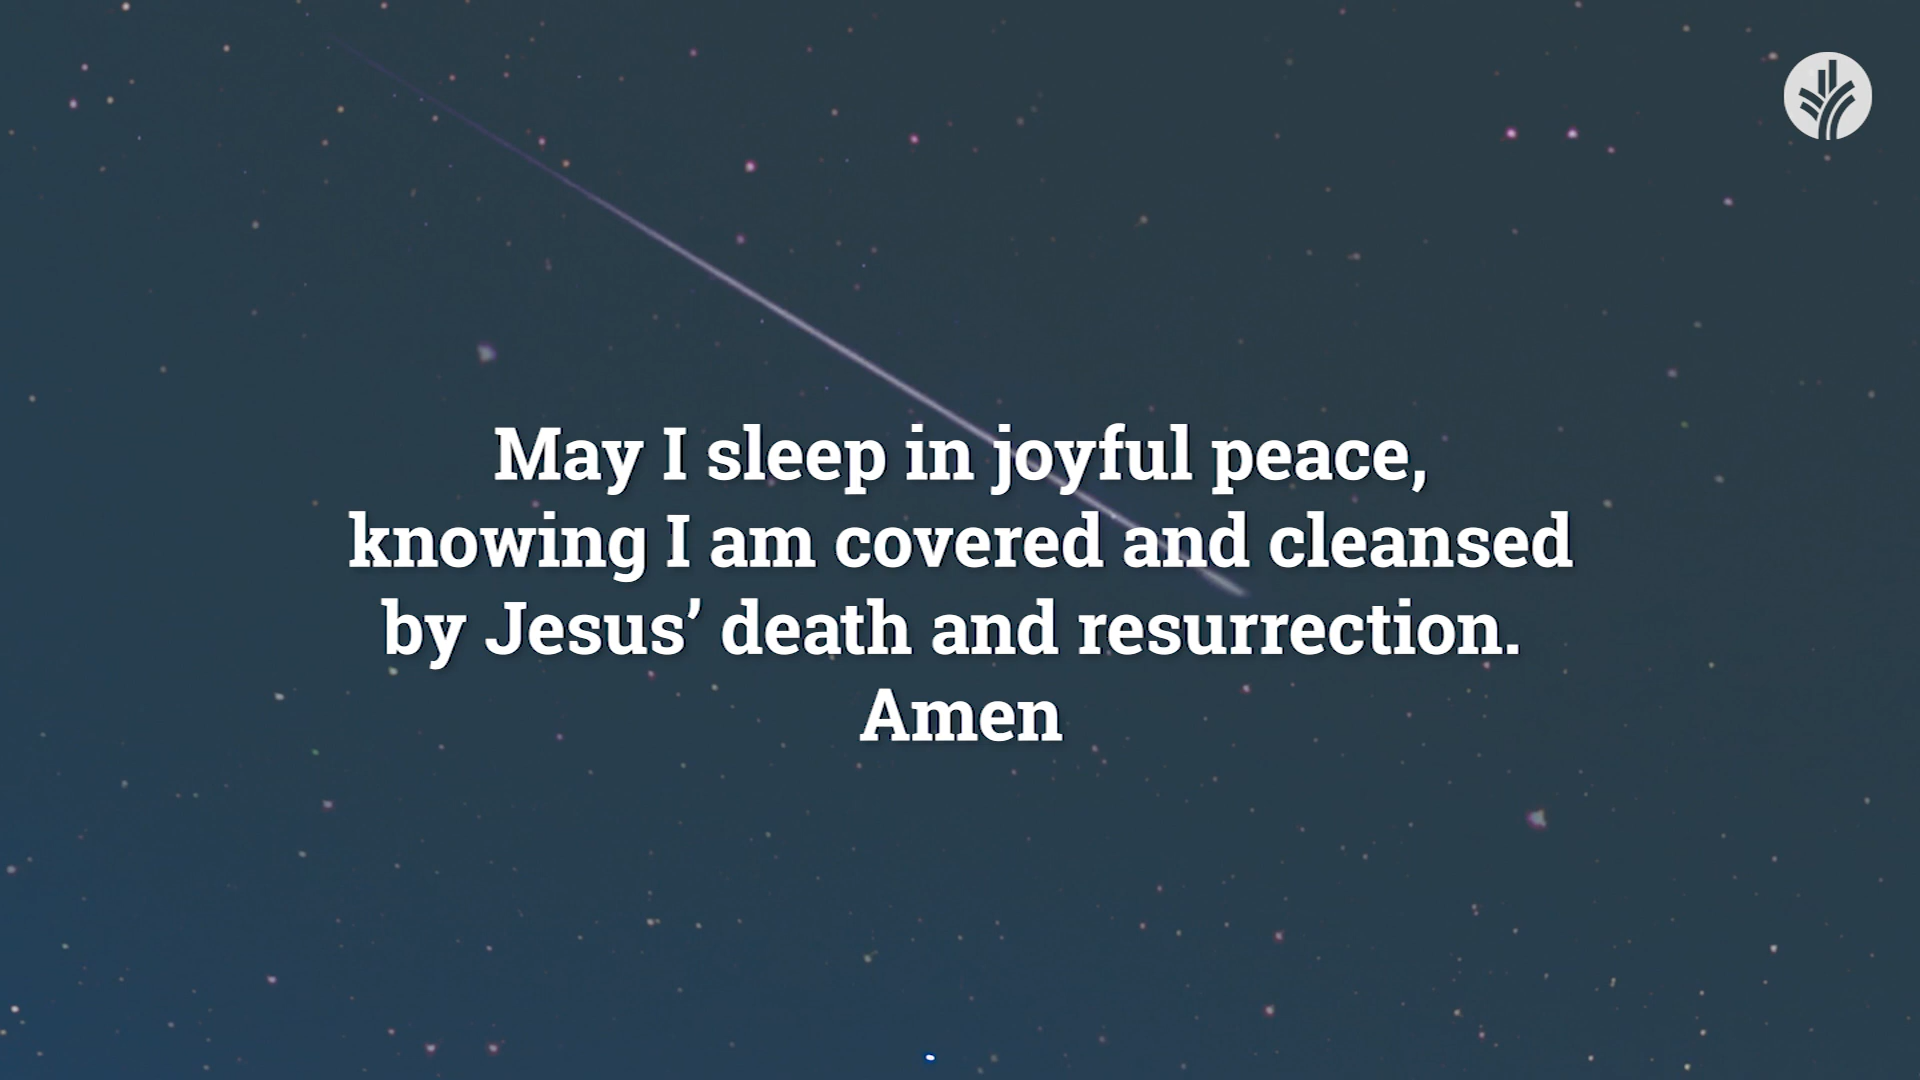 May I sleep in joyful peace,
knowing I am covered and cleansed
by Jesus’ death and resurrection.
Amen